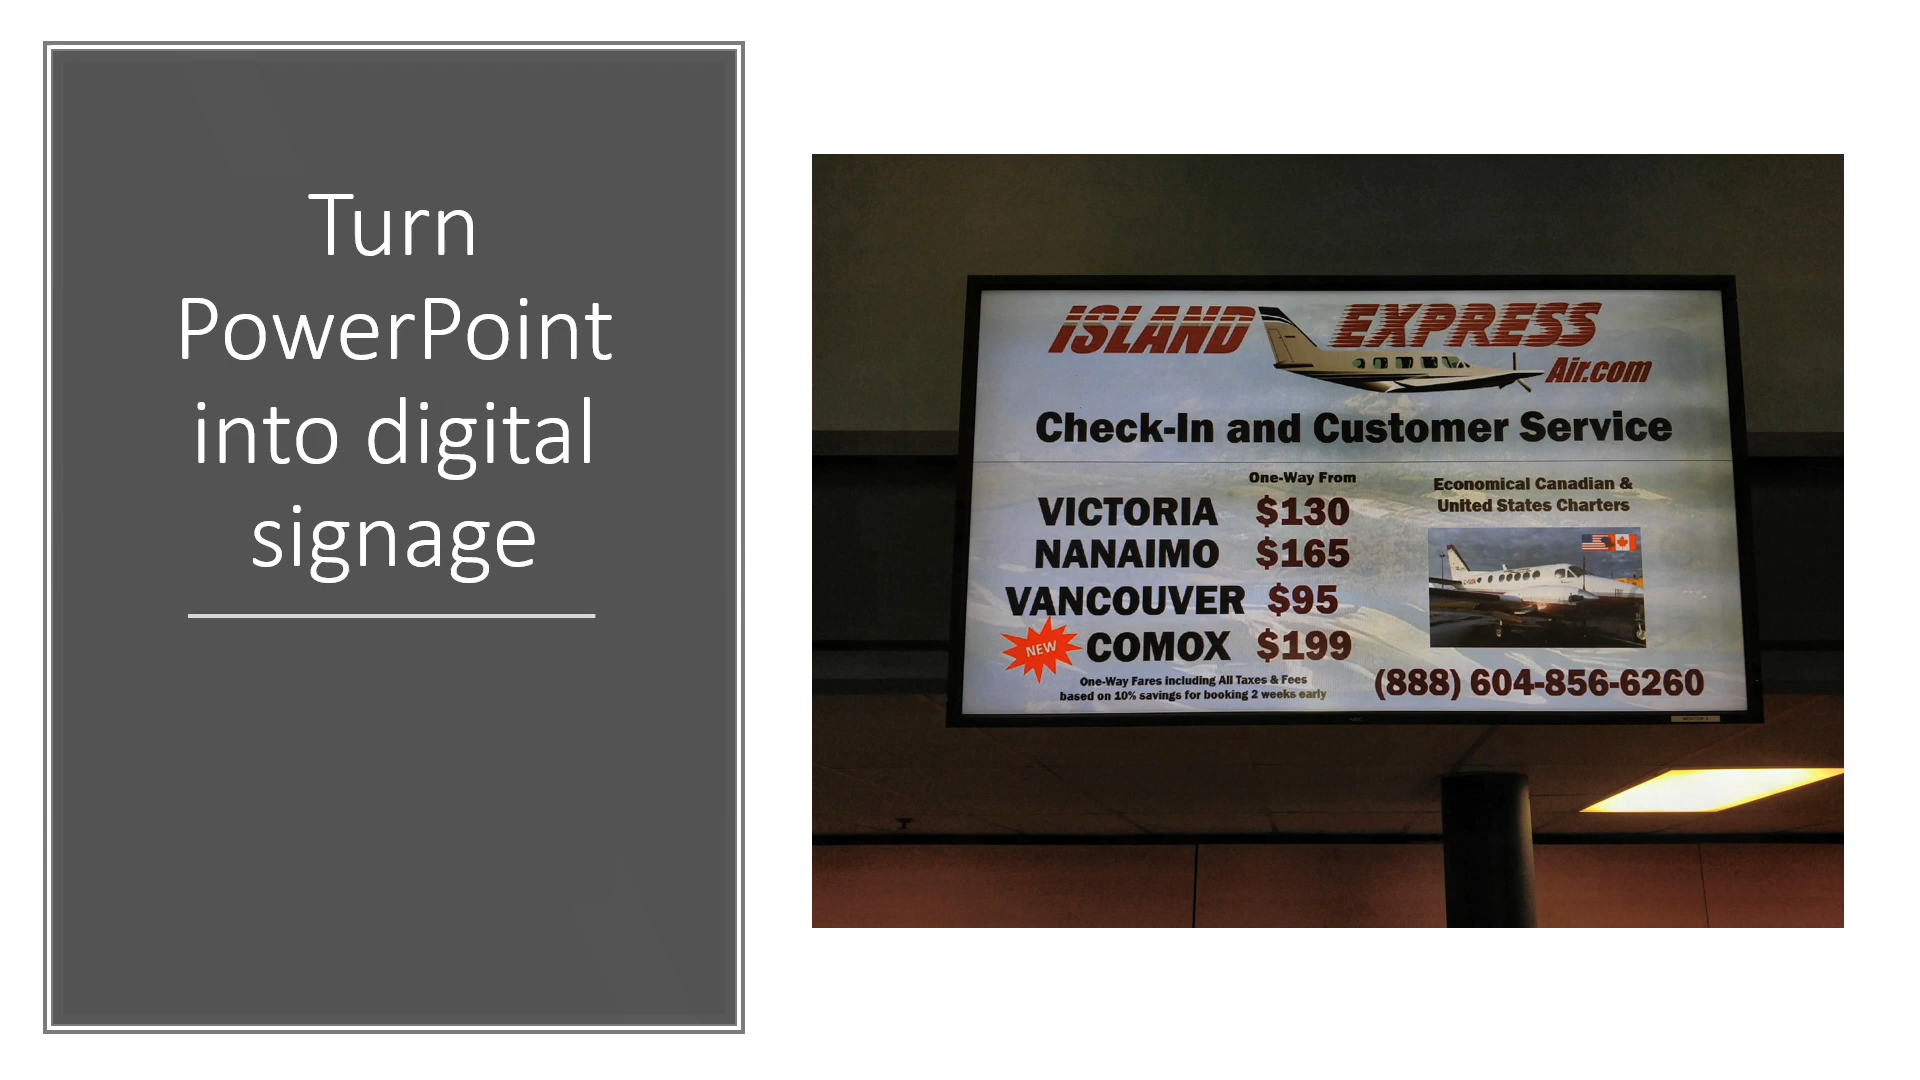 Turn
PowerPoint
into digital
signage
ISLAND EXPRESS
Air.com
Check-In and Customer Service
One-Way From
VICTORIA $130
NANAIMO $165
VANCOUVER $95
NEW COMOX $199
One-Way Fares including All Taxes & Fees
based on 10% savings for booking 2 weeks early
Economical Canadian &
United States Charters
(888) 604-856-6260
NEC